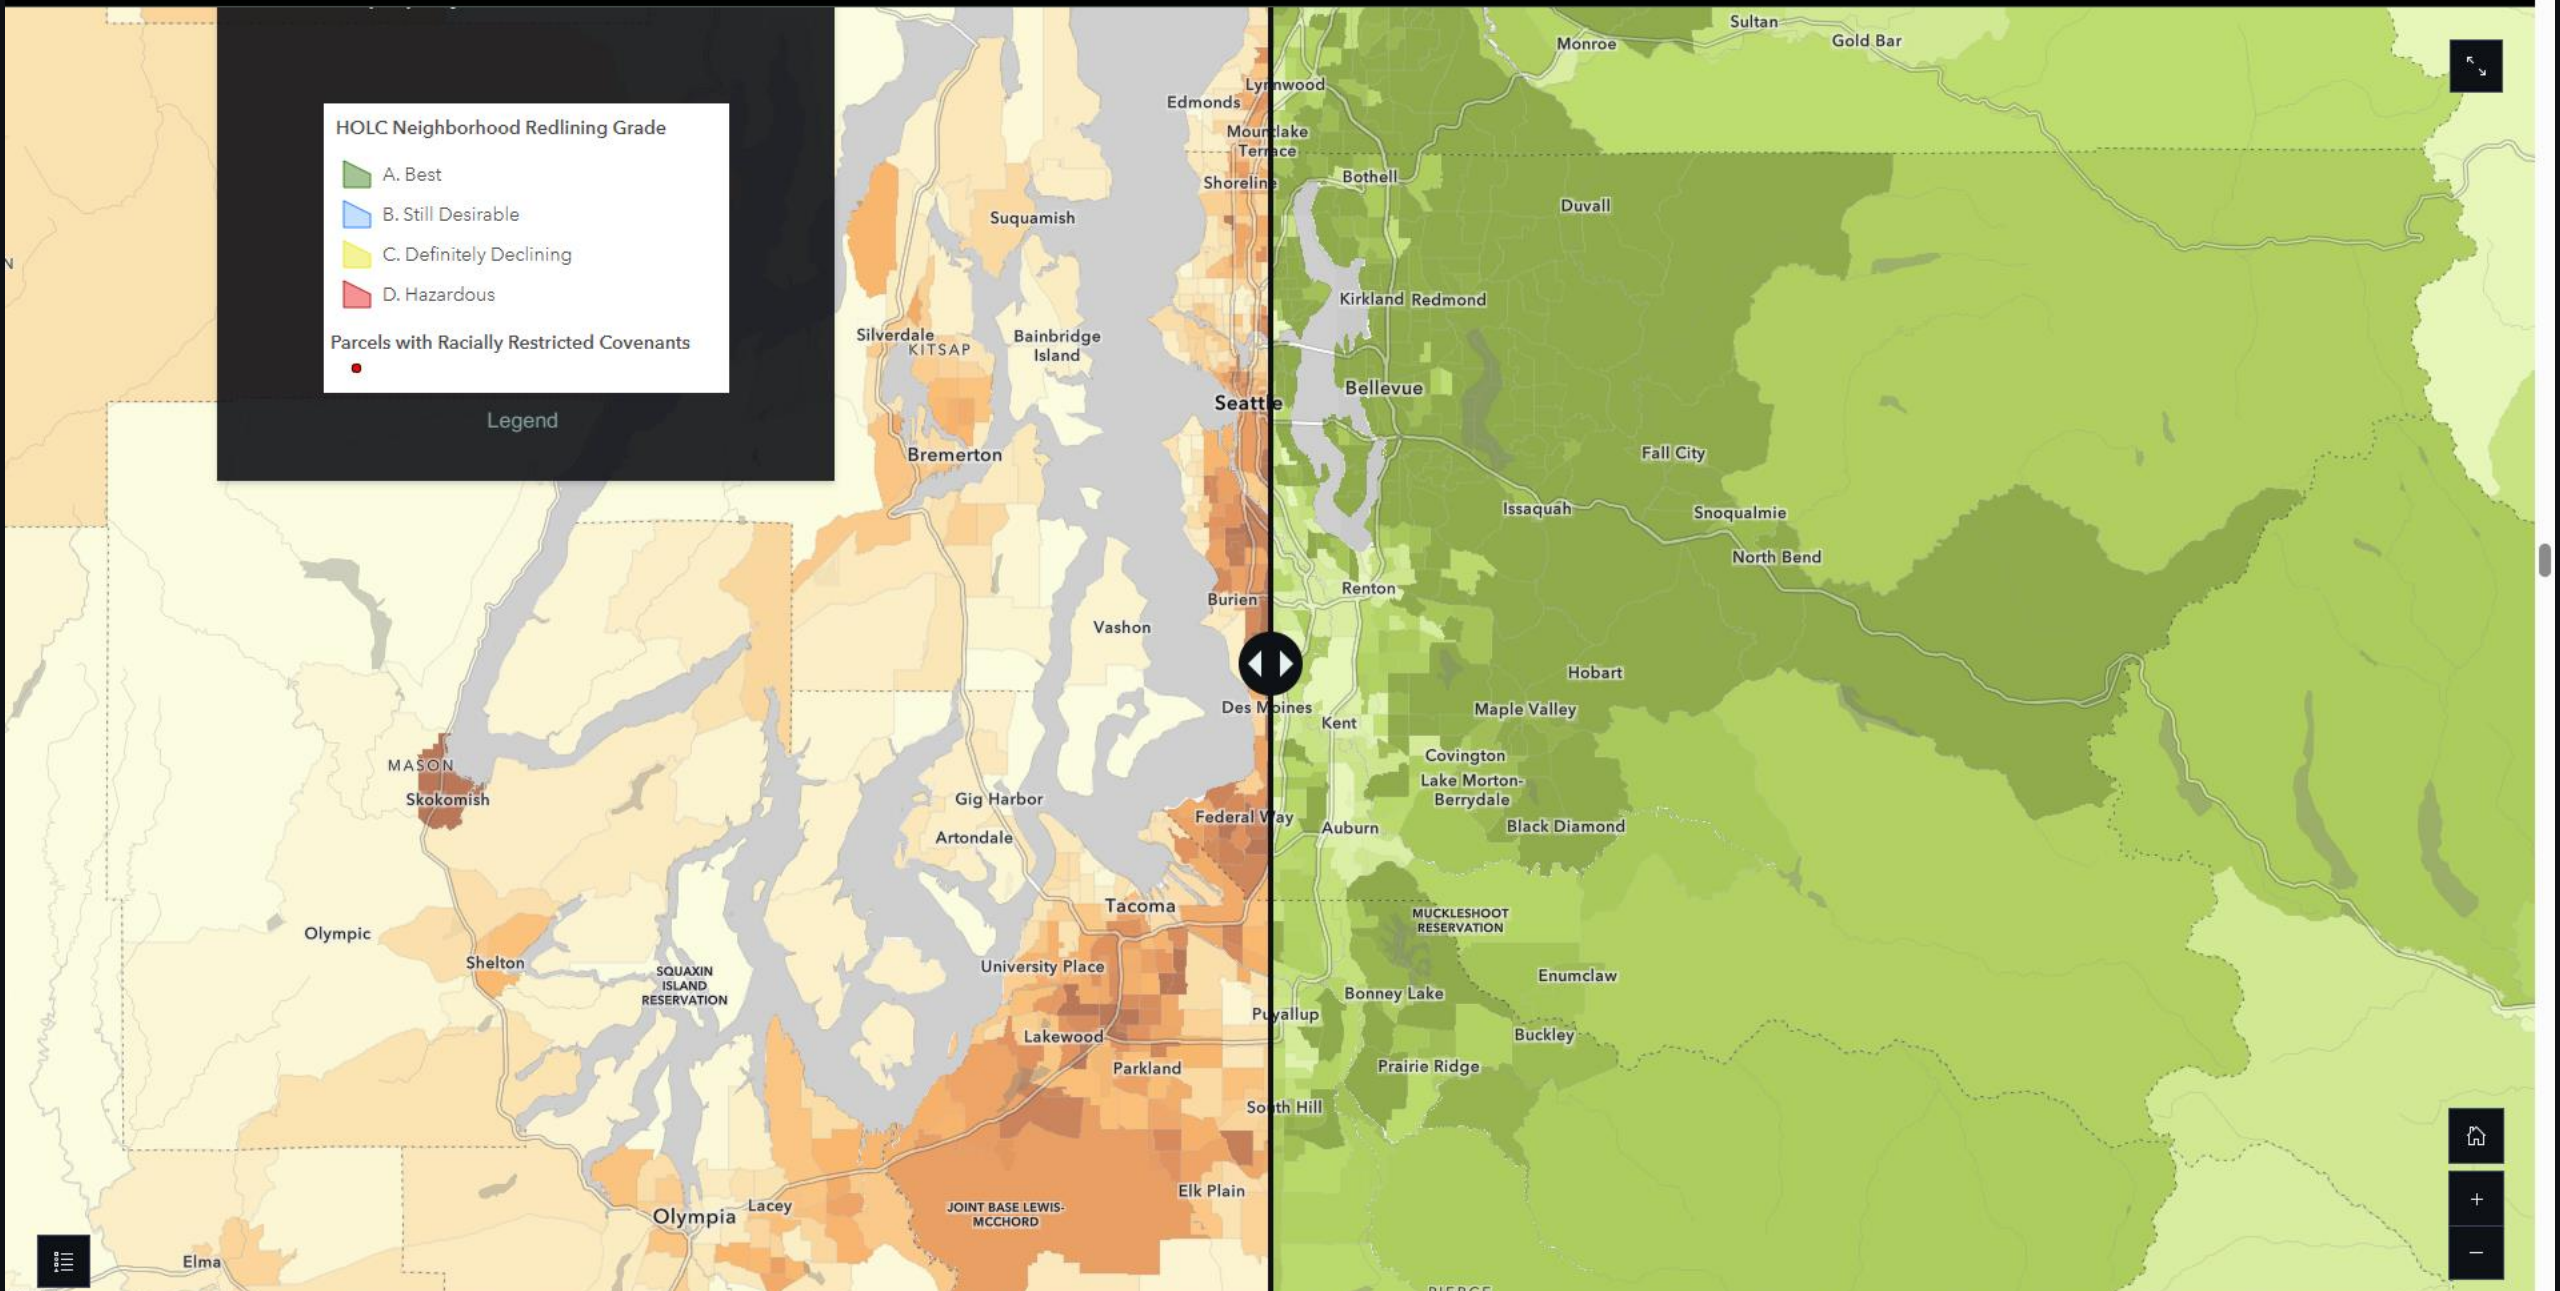 HOLC Neighborhood Redlining Grade
A. Best
B. Still Desirable
C. Definitely Declining
D. Hazardous
Parcels with Racially Restricted Covenants
Legend
N
Sultan
Monroe
Gold Bar
Lynnwood
Edmonds
Mountlake
Terrace
Shoreline
Bothell
Duvall
Suquamish
Kirkland
Redmond
Silverdale
KITSAP
Bainbridge
Island
Bellevue
Seattle
Bremerton
Fall City
Issaquah
Snoqualmie
North Bend
Renton
Burien
Vashon
Hobart
Des Moines
Kent
Maple Valley
Covington
MASON
Skokomish
Lake Morton-
Berrydale
Gig Harbor
Federal Way
Auburn
Black Diamond
Artondale
Tacoma
MUCKLESHOOT
RESERVATION
Olympic
Shelton
University Place
SQUAXIN
ISLAND
RESERVATION
Enumclaw
Bonney Lake
Puyallup
Lakewood
Buckley
Parkland
Prairie Ridge
South Hill
Elk Plain
Lacey
Olympia
JOINT BASE LEWIS-
MCCHORD
Elma